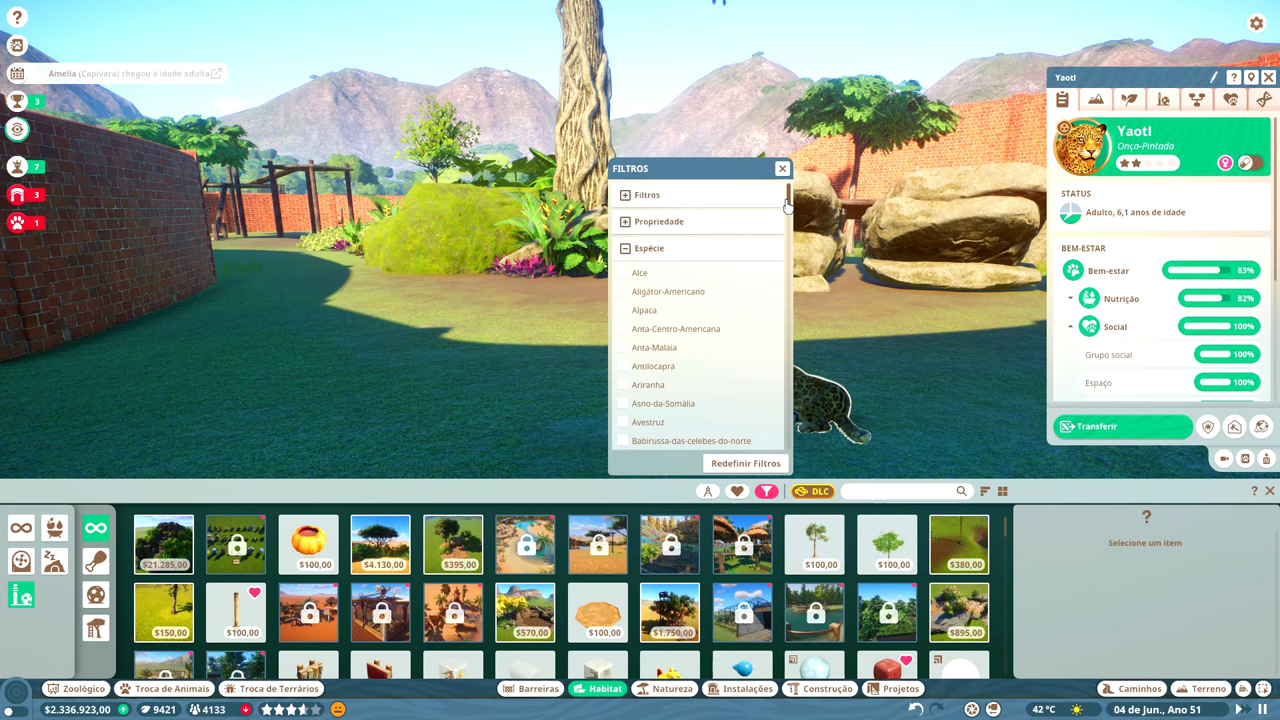 ?
Amelia (Capivara) chegou à idade adulta
3
7
3
1
FILTROS
Filtros
Propriedade
Espécie
Alce
Aligátor-Americano
Alpaca
Anta-Centro-Americana
Anta-Malaia
Antilocapra
Ariranha
Asno-da-Somália
Avestruz
Babirussa-das-celebes-do-norte
Redefinir Filtros
Yaotl
?
Yaotl
Onça-Pintada
STATUS
Adulto, 6,1 anos de idade
BEM-ESTAR
Bem-estar 83%
Nutrição 82%
Social 100%
Grupo social 100%
Espaço 100%
Transferir
DLC
?
$21.285,00
$100,00
$4.130,00
$395,00
$100,00
$100,00
$380,00
$150,00
$100,00
$570,00
$100,00
$1.750,00
$895,00
?
Selecione um item
Zoológico
Troca de Animais
Troca de Terrários
Barreiras
Habitat
Natureza
Instalações
Construção
Projetos
Caminhos
Terreno
$2.336.923,00
9421
4133
42 °C
04 de Jun., Ano 51